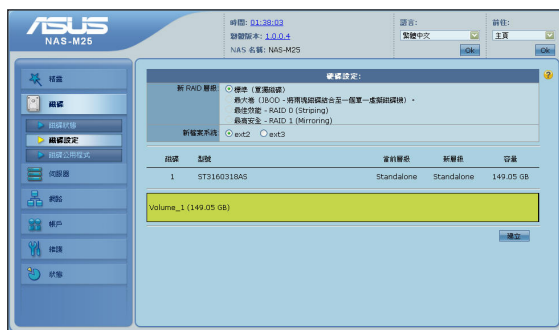 ASUS
NAS-M25
時間: 01:38:03
韌體版本: 1.0.0.4
NAS 名稱: NAS-M25
語言:
繁體中文
Ok
前往:
主頁
Ok
精靈
磁碟
磁碟狀態
磁碟設定
磁碟公用程式
伺服器
網路
帳戶
維護
狀態
硬碟設定:
新 RAID 層級:
標準 (單獨磁碟)
最大卷 (JBOD - 將兩塊磁碟結合至一個單一虛擬磁碟機)。
最佳效能 - RAID 0 (Striping)
最高安全 - RAID 1 (Mirroring)
新檔案系統:
ext2 ext3
磁碟 型號 當前層級 新層級 容量
1 ST3160318AS Standalone Standalone 149.05 GB
Volume_1 (149.05 GB)
建立